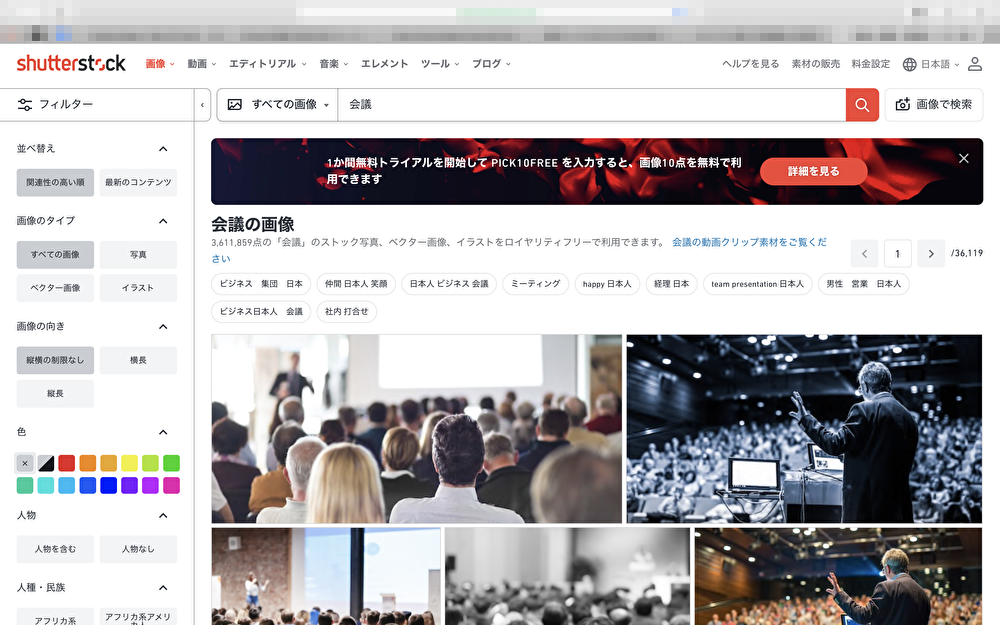 shutterstock
画像
動画
エディトリアル
音楽
エレメント
ツール
ブログ
ヘルプを見る
素材の販売
料金設定
日本語
フィルター
すべての画像
会議
画像で検索
並べ替え
関連性の高い順
最新のコンテンツ
画像のタイプ
すべての画像
写真
ベクター画像
イラスト
画像の向き
縦横の制限なし
横長
縦長
色
人物
人物を含む
人物なし
人種・民族
アフリカ系
アフリカ系アメリ
カ人
1か間無料トライアルを開始して PICK10FREE を入力すると、画像10点を無料で利
用できます
詳細を見る
会議の画像
3,611,859点の「会議」のストック写真、ベクター画像、イラストをロイヤリティフリーで利用できます。 会議の動画クリップ素材をご覧くだ
さい
1
/36,119
ビジネス 集団 日本
仲間 日本人 笑顔
日本人 ビジネス 会議
ミーティング
happy 日本人
経理 日本
team presentation 日本人
男性 営業 日本人
ビジネス日本人 会議
社内 打合せ